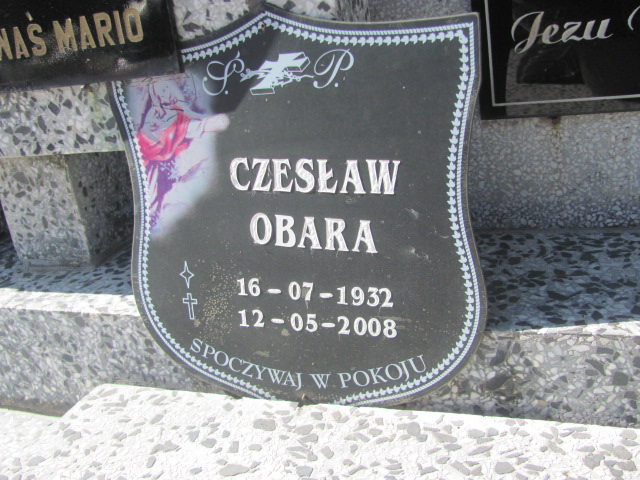 NAŚ MARIO
Jezu
Ś. P.
CZESŁAW
OBARA
16-07-1932
12-05-2008
SPOCZYWAJ W POKOJU